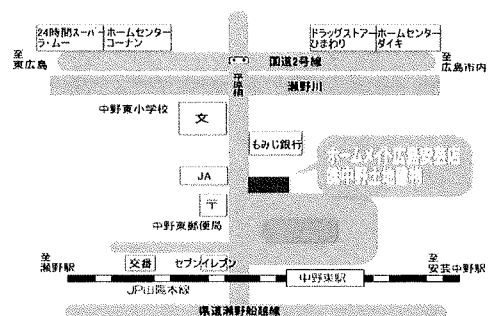 24時間スーパー
ラ・ムー
ホームセンター
コーナン
ドラッグストアー
ひまわり
ホームセンター
ダイキ
至
東広島
国道2号線
至
広島市内
平原橋
瀬野川
中野東小学校
文
もみじ銀行
ホームメイト広島安芸店
JA
〒
中野東郵便局
至
瀬野駅
交番
セブンイレブン
中野東駅
至
安芸中野駅
JR山陽本線
県道瀬野船越線